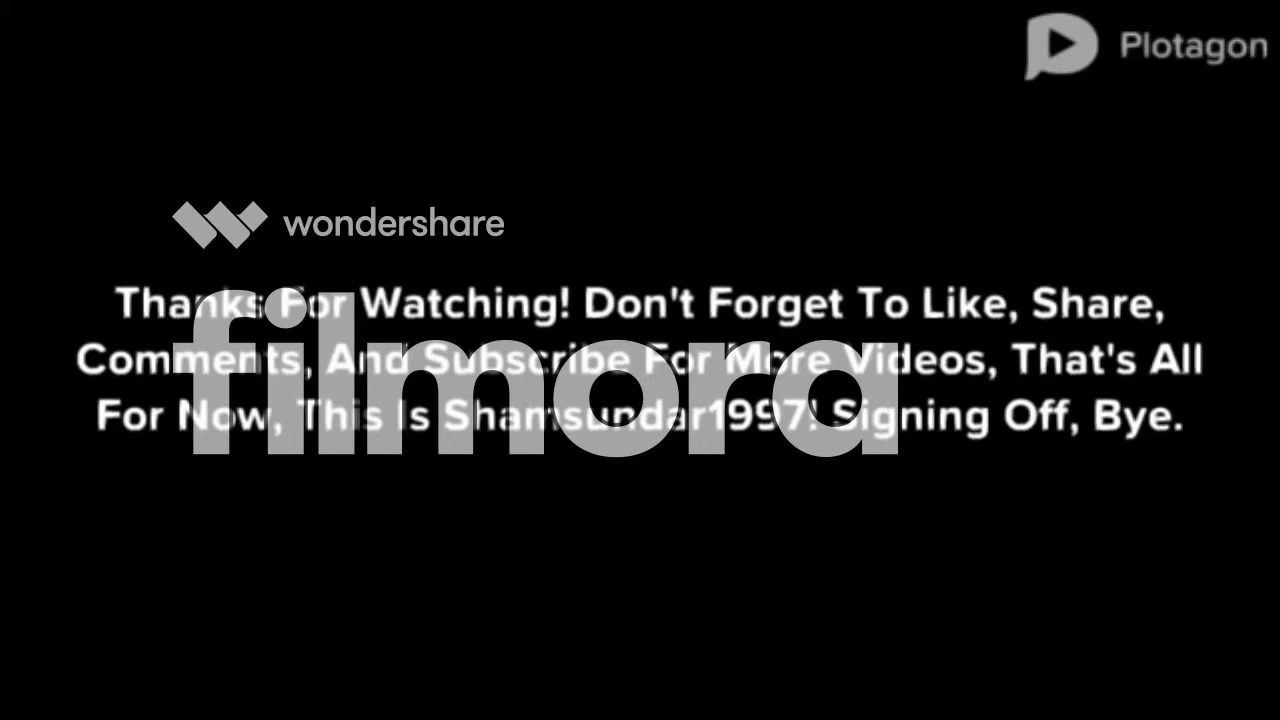 Plotagon
wondershare
filmora
Thanks For Watching! Don't Forget To Like, Share,
Comments, And Subscribe For More Videos, That's All
For Now, This Is Shamsundar1997! Signing Off, Bye.